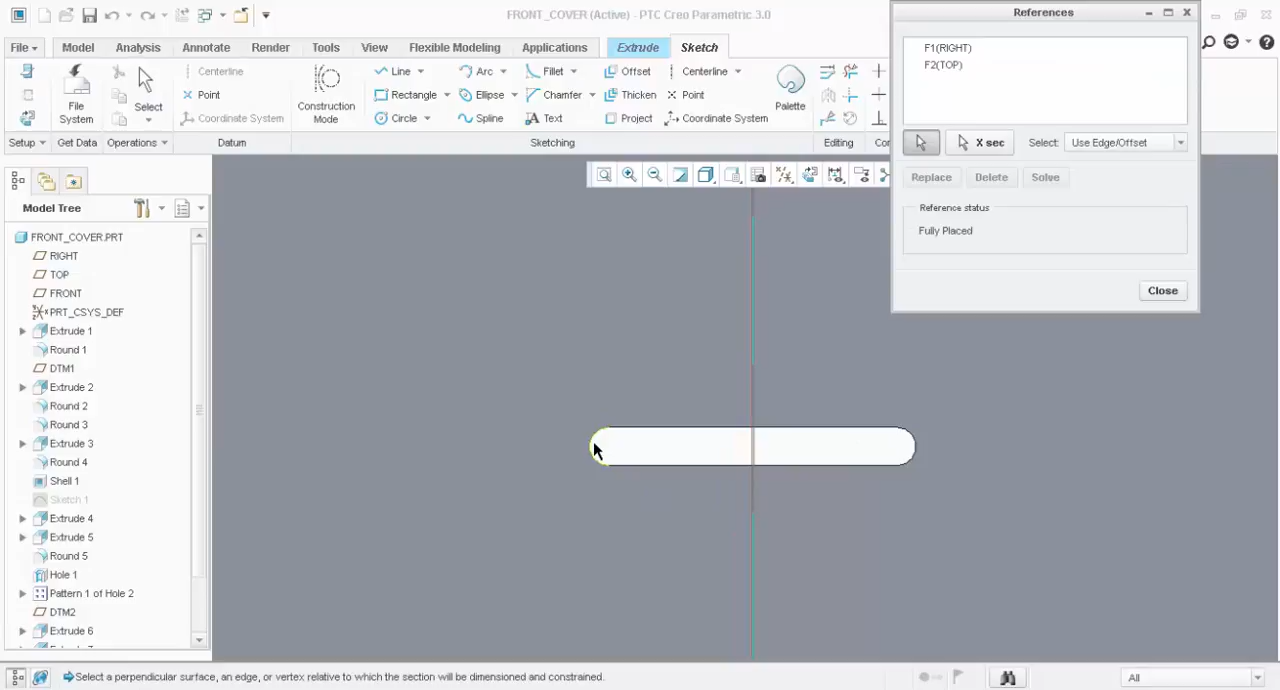 FRONT_COVER (Active) - PTC Creo Parametric 3.0
References
File
Model
Analysis
Annotate
Render
Tools
View
Flexible Modeling
Applications
Extrude
Sketch
F1(RIGHT)
F2(TOP)
File System
Select
Centerline
Point
Coordinate System
Construction Mode
Line
Arc
Fillet
Offset
Centerline
Rectangle
Ellipse
Chamfer
Thicken
Point
Circle
Spline
Text
Project
Coordinate System
Palette
Setup
Get Data
Operations
Datum
Sketching
Editing
Cor
X sec
Select:
Use Edge/Offset
Replace
Delete
Solve
Reference status
Fully Placed
Close
Model Tree
FRONT_COVER.PRT
RIGHT
TOP
FRONT
PRT_CSYS_DEF
Extrude 1
Round 1
DTM1
Extrude 2
Round 2
Round 3
Extrude 3
Round 4
Shell 1
Sketch 1
Extrude 4
Extrude 5
Round 5
Hole 1
Pattern 1 of Hole 2
DTM2
Extrude 6
Select a perpendicular surface, an edge, or vertex relative to which the section will be dimensioned and constrained.
All